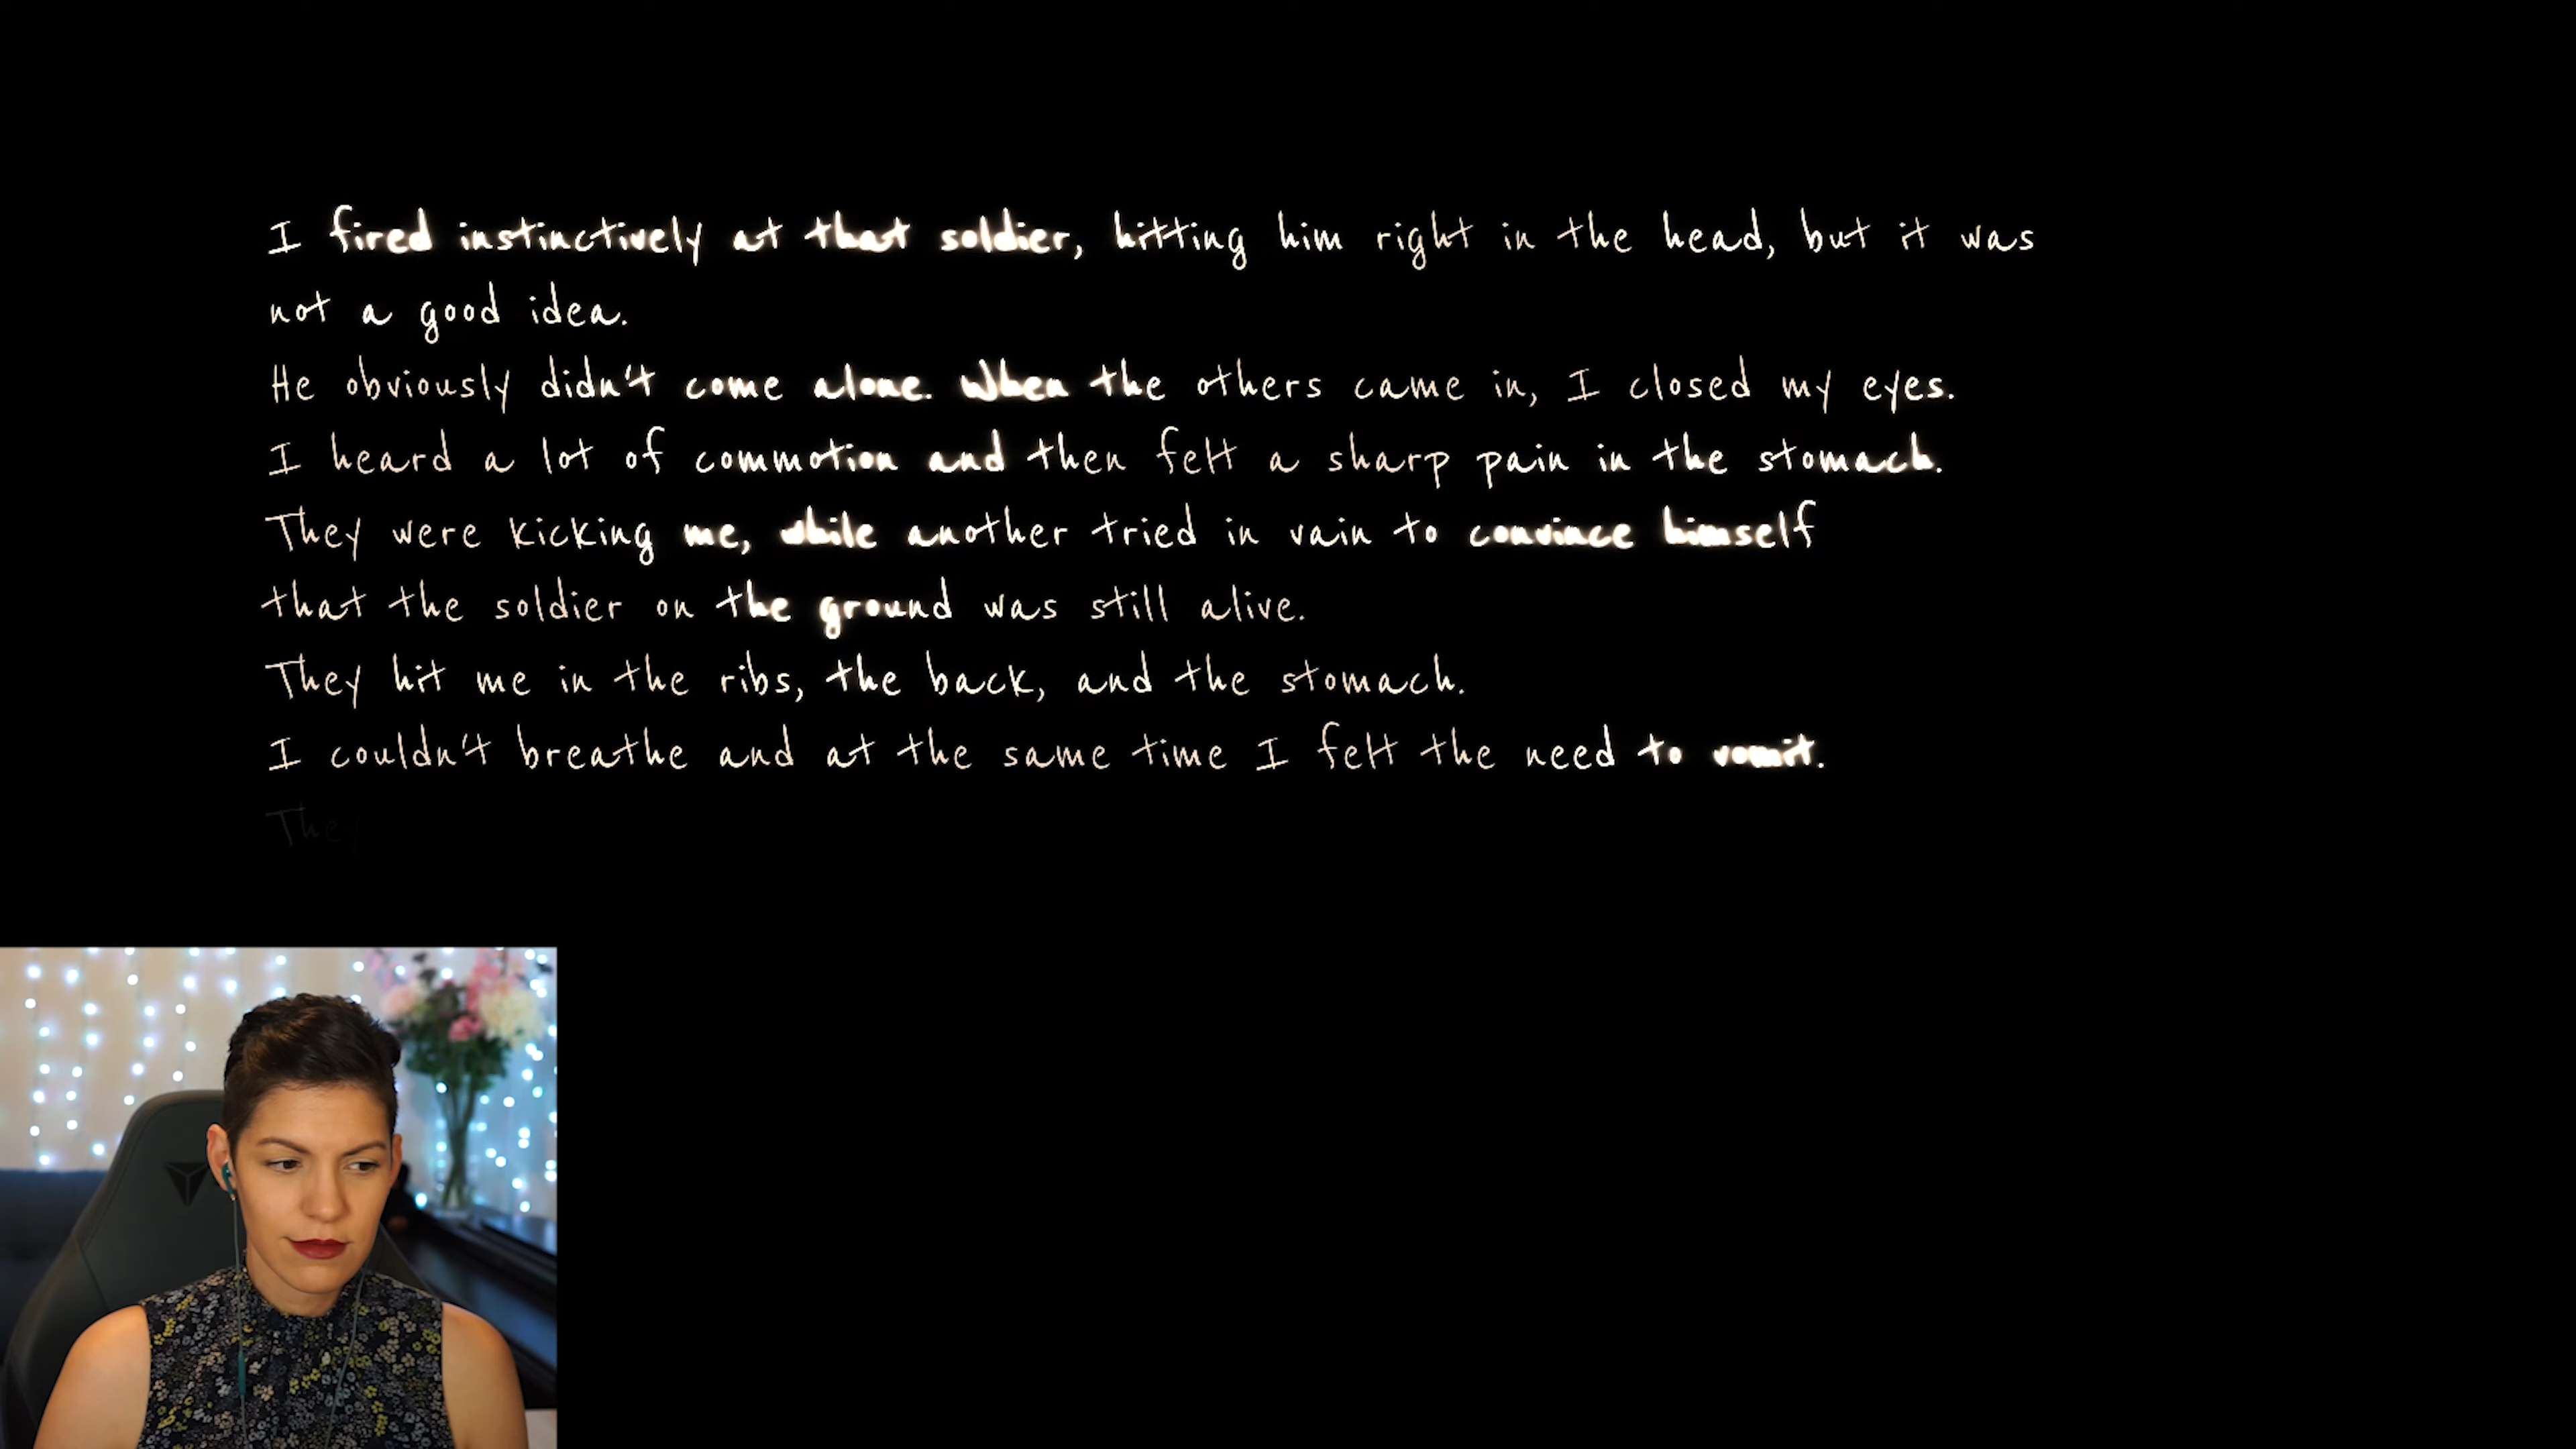 I fired instinctively at that soldier, hitting him right in the head, but it was
not a good idea.
He obviously didn't come alone. When the others came in, I closed my eyes.
I heard a lot of commotion and then felt a sharp pain in the stomach.
They were kicking me, while another tried in vain to convince himself
that the soldier on the ground was still alive.
They hit me in the ribs, the back, and the stomach.
I couldn't breathe and at the same time I felt the need to vomit.
They